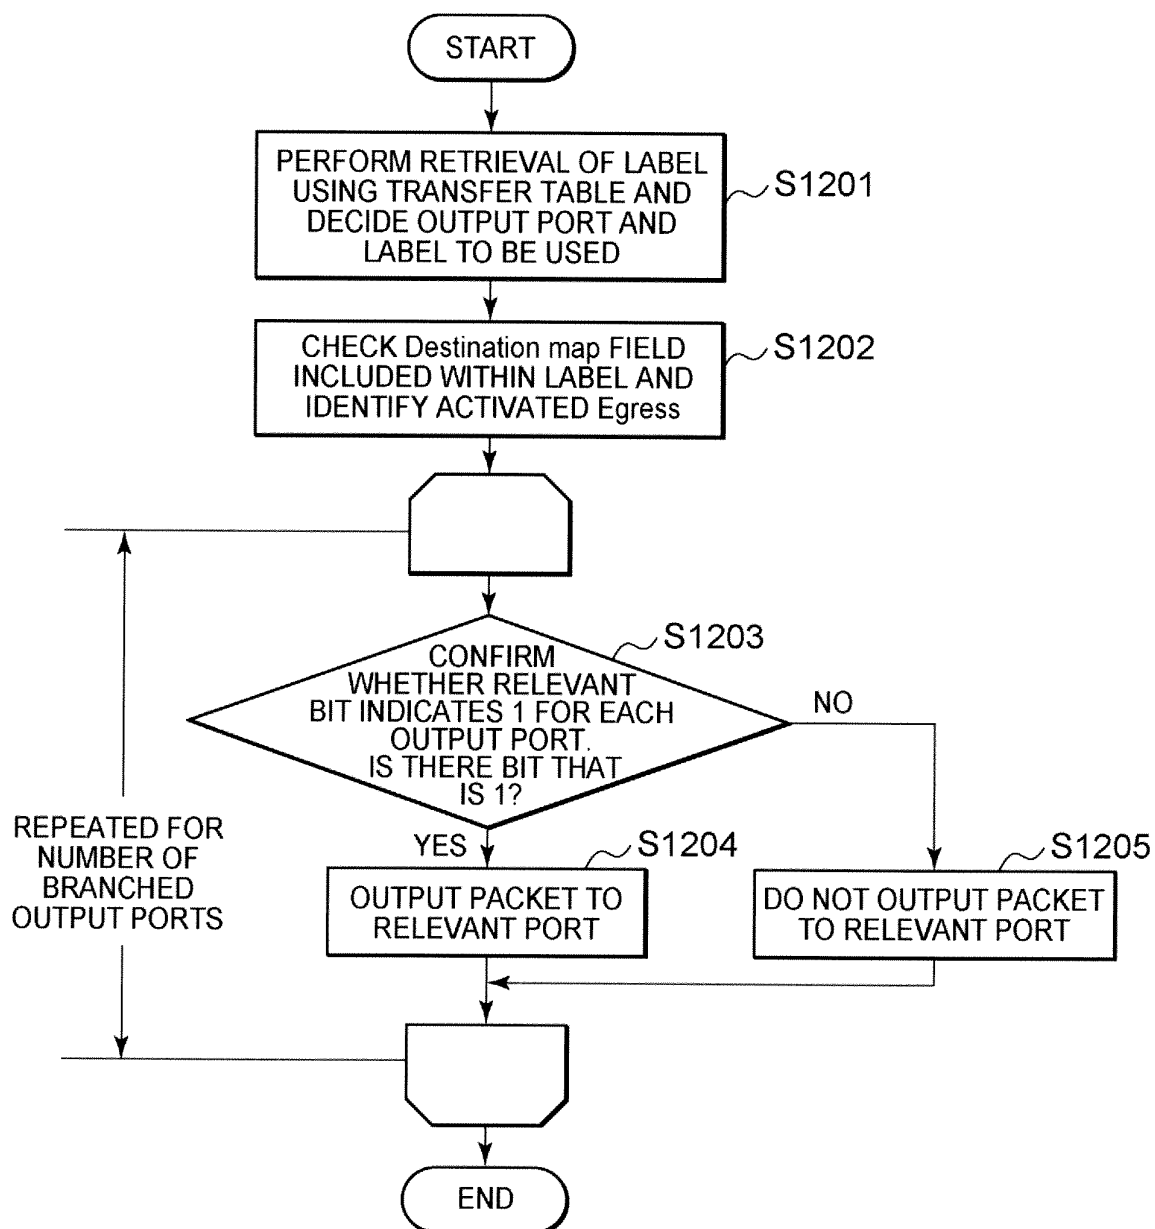 START
PERFORM RETRIEVAL OF LABEL
USING TRANSFER TABLE AND
DECIDE OUTPUT PORT AND
LABEL TO BE USED
S1201
CHECK Destination map FIELD
INCLUDED WITHIN LABEL AND
IDENTIFY ACTIVATED Egress
S1202
CONFIRM
WHETHER RELEVANT
BIT INDICATES 1 FOR EACH
OUTPUT PORT.
IS THERE BIT THAT
IS 1?
S1203
NO
YES
REPEATED FOR
NUMBER OF
BRANCHED
OUTPUT PORTS
OUTPUT PACKET TO
RELEVANT PORT
S1204
DO NOT OUTPUT PACKET
TO RELEVANT PORT
S1205
END